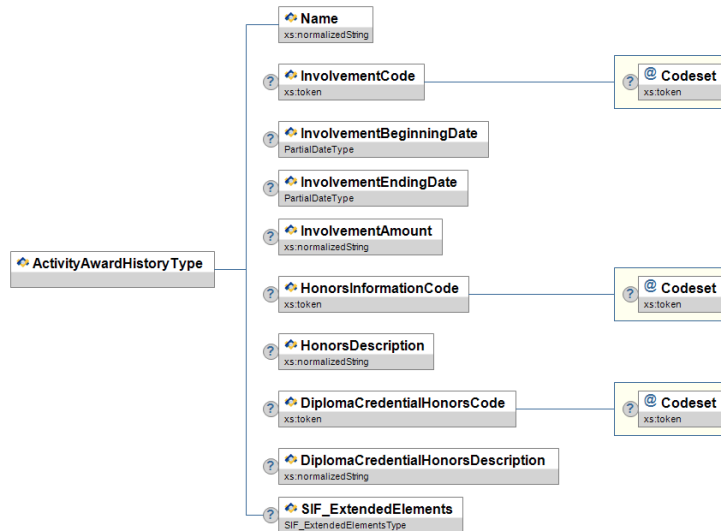 Name
xs:normalizedString
? InvolvementCode
xs:token
? @ Codeset
xs:token
? InvolvementBeginningDate
PartialDateType
? InvolvementEndingDate
PartialDateType
? InvolvementAmount
xs:normalizedString
ActivityAwardHistoryType
? HonorsInformationCode
xs:token
? @ Codeset
xs:token
? HonorsDescription
xs:normalizedString
? DiplomaCredentialHonorsCode
xs:token
? @ Codeset
xs:token
? DiplomaCredentialHonorsDescription
xs:normalizedString
? SIF_ExtendedElements
SIF_ExtendedElementsType